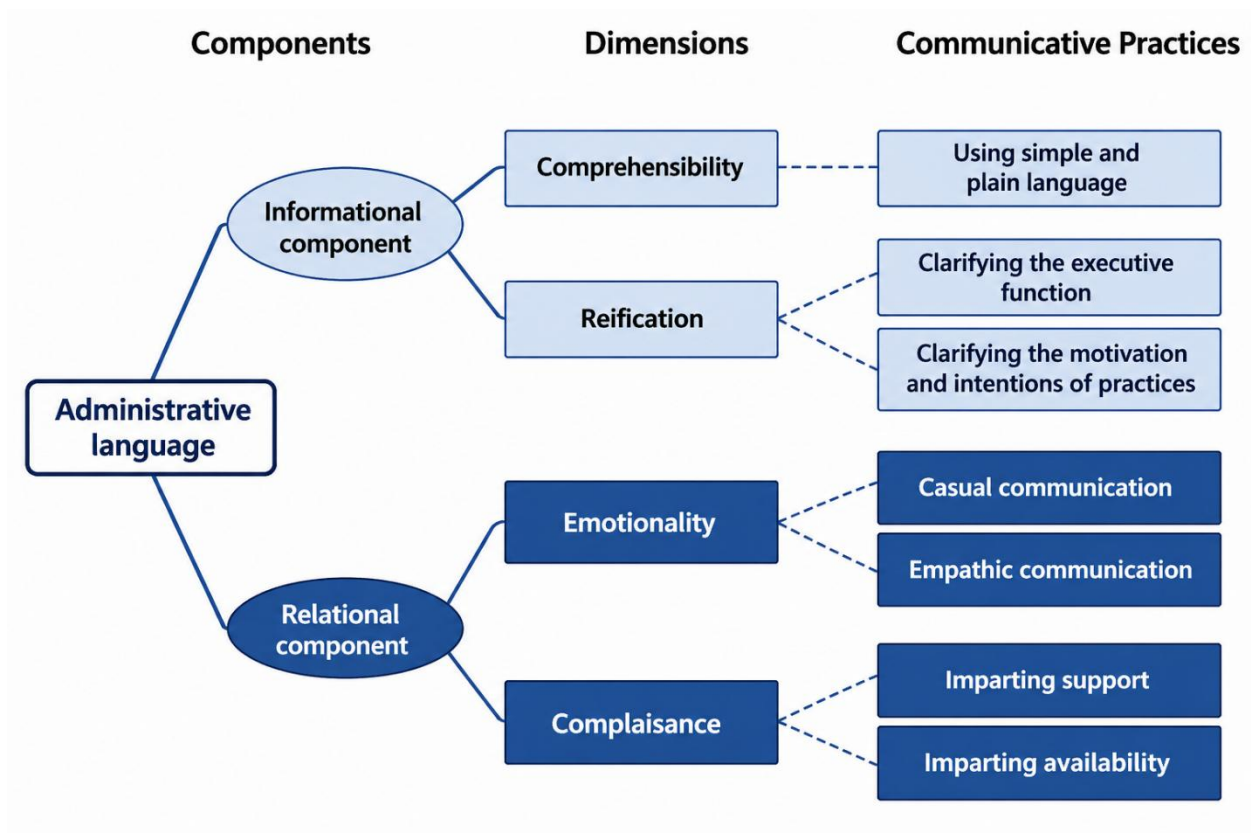 Components
Dimensions
Communicative Practices
Administrative
language
Informational
component
Comprehensibility
Using simple and
plain language
Reification
Clarifying the executive
function
Clarifying the motivation
and intentions of practices
Relational
component
Emotionality
Casual communication
Empathic communication
Complaisance
Imparting support
Imparting availability